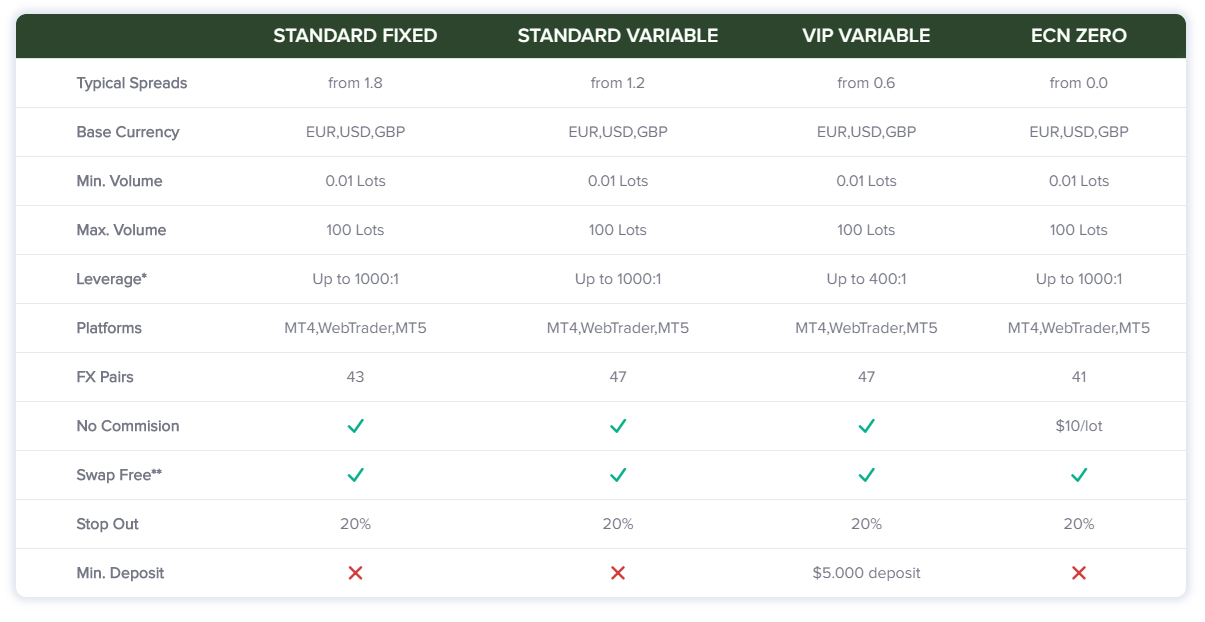 STANDARD FIXED STANDARD VARIABLE VIP VARIABLE ECN ZERO
Typical Spreads from 1.8 from 1.2 from 0.6 from 0.0
Base Currency EUR,USD,GBP EUR,USD,GBP EUR,USD,GBP EUR,USD,GBP
Min. Volume 0.01 Lots 0.01 Lots 0.01 Lots 0.01 Lots
Max. Volume 100 Lots 100 Lots 100 Lots 100 Lots
Leverage* Up to 1000:1 Up to 1000:1 Up to 400:1 Up to 1000:1
Platforms MT4,WebTrader,MT5 MT4,WebTrader,MT5 MT4,WebTrader,MT5 MT4,WebTrader,MT5
FX Pairs 43 47 47 41
No Commision $10/lot
Swap Free**
Stop Out 20% 20% 20% 20%
Min. Deposit $5.000 deposit